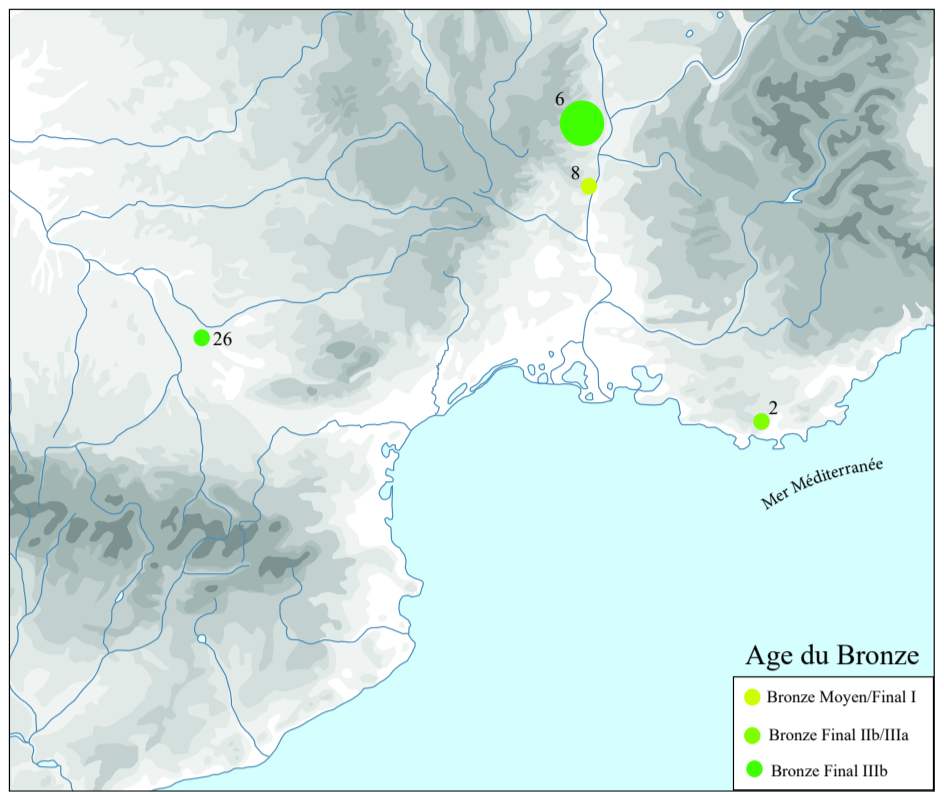 6
8
26
2
Mer Méditerranée
Age du Bronze
Bronze Moyen/Final I
Bronze Final IIb/IIIa
Bronze Final IIIb